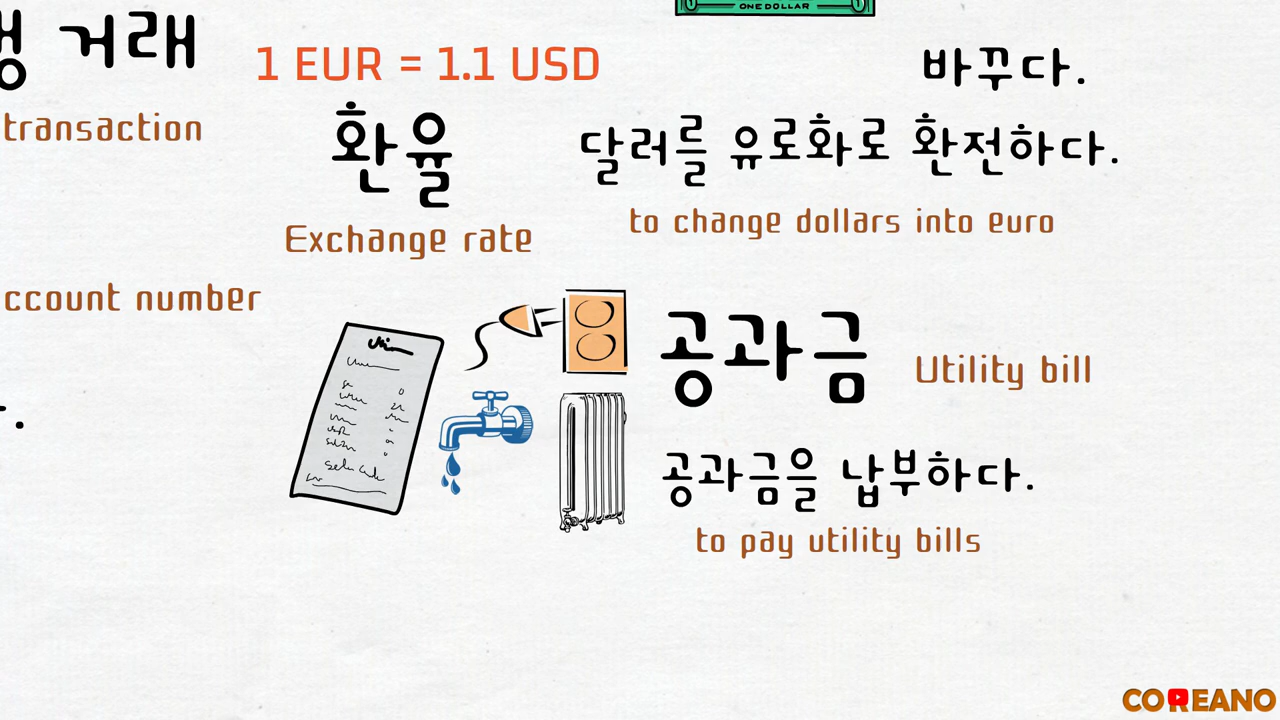 ONE DOLLAR
거래
transaction
1 EUR = 1.1 USD
환율
Exchange rate
바꾸다.
달러를 유로화로 환전하다.
to change dollars into euro
ccount number
공과금
Utility bill
공과금을 납부하다.
to pay utility bills
COREANO